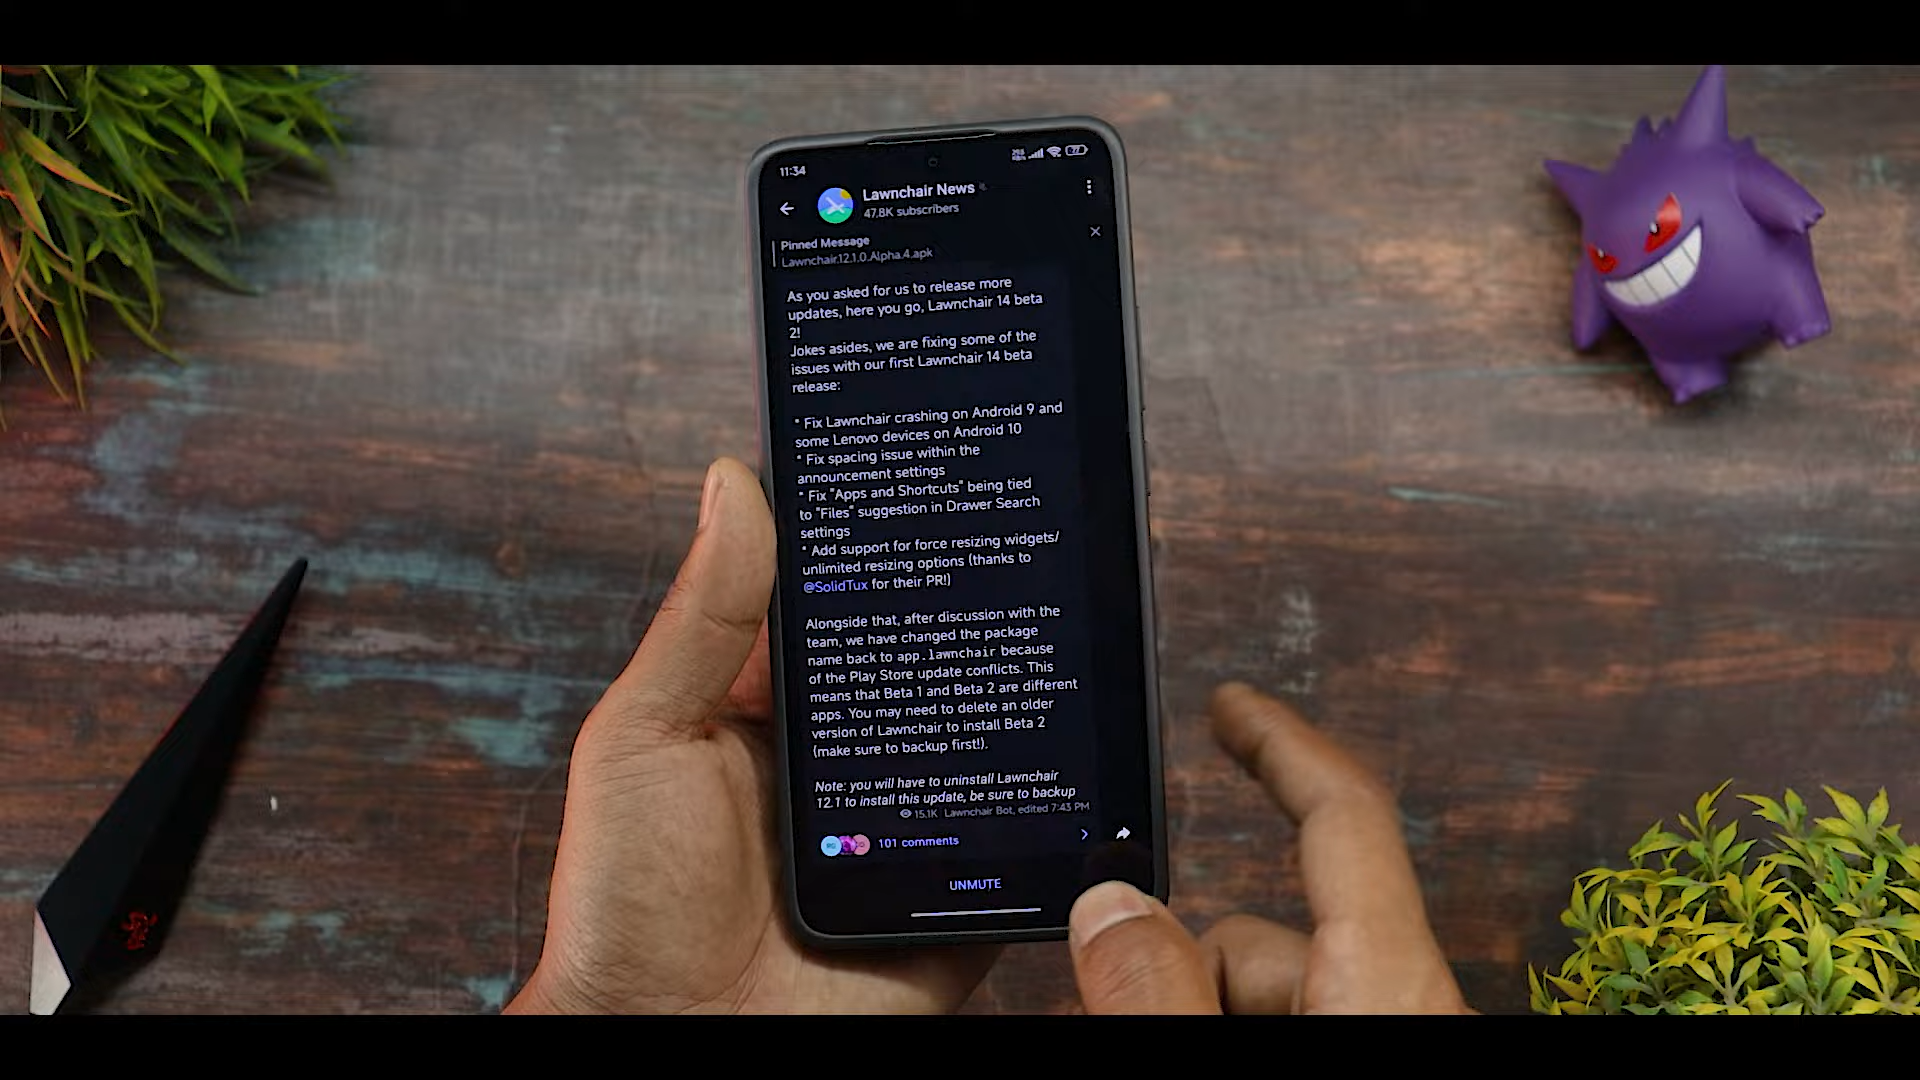 11:34
Lawnchair News
47.8K subscribers
Pinned Message
Lawnchair.12.1.0.Alpha.4.apk
As you asked for us to release more
updates, here you go, Lawnchair 14 beta
2!
Jokes asides, we are fixing some of the
issues with our first Lawnchair 14 beta
release:
* Fix Lawnchair crashing on Android 9 and
some Lenovo devices on Android 10
* Fix spacing issue within the
announcement settings
* Fix "Apps and Shortcuts" being tied
to "Files" suggestion in Drawer Search
settings
* Add support for force resizing widgets/
unlimited resizing options (thanks to
@SolidTux for their PR!)
Alongside that, after discussion with the
team, we have changed the package
name back to app.lawnchair because
of the Play Store update conflicts. This
means that Beta 1 and Beta 2 are different
apps. You may need to delete an older
version of Lawnchair to install Beta 2
(make sure to backup first!).
Note: you will have to uninstall Lawnchair
12.1 to install this update, be sure to backup
15.1K Lawnchair Bot, edited 7:43 PM
101 comments
UNMUTE